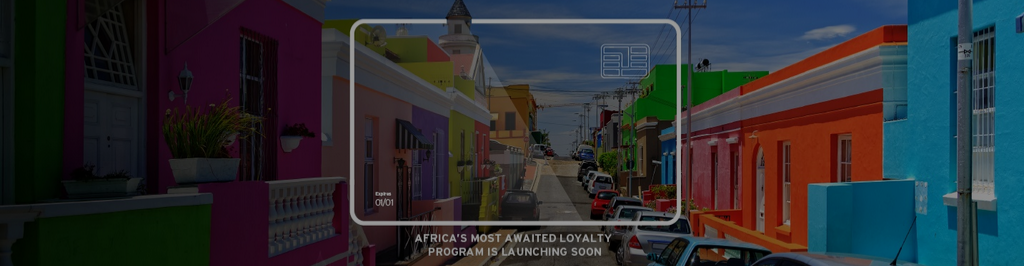 Expires
01/01
AFRICA'S MOST AWAITED LOYALTY
PROGRAM IS LAUNCHING SOON